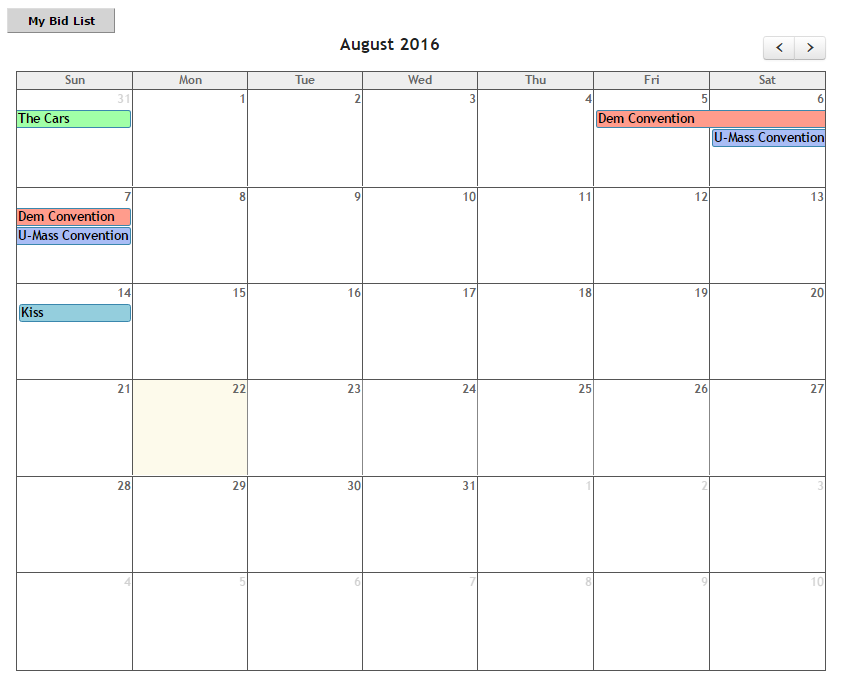 My Bid List
August 2016
< >
Sun Mon Tue Wed Thu Fri Sat
31 1 2 3 4 5 6
The Cars Dem Convention
U-Mass Convention
7 8 9 10 11 12 13
Dem Convention
U-Mass Convention
14 15 16 17 18 19 20
Kiss
21 22 23 24 25 26 27
28 29 30 31 1 2 3
4 5 6 7 8 9 10